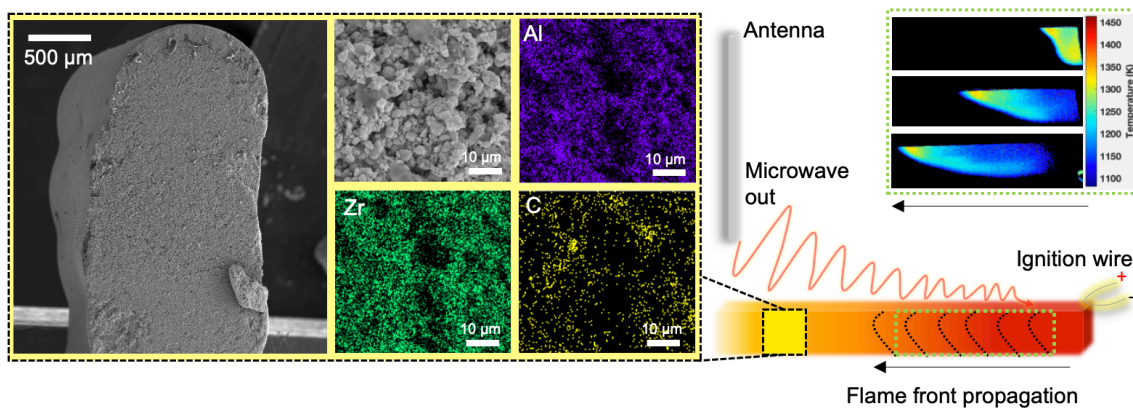 500 µm
10 µm
Al
10 µm
Zr
10 µm
C
10 µm
Antenna
Microwave
out
1450
1400
1350
1300
1250
1200
1150
1100
Temperature (K)
Ignition wire
+
-
Flame front propagation